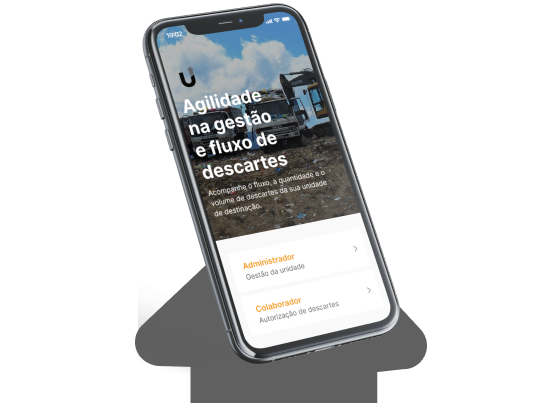 19:02
Agilidade
na gestão
e fluxo de
descartes
Acompanhe o fluxo, a quantidade e o
volume de descartes da sua unidade
de destinação.
Administrador
Gestão da unidade
Colaborador
Autorização de descartes